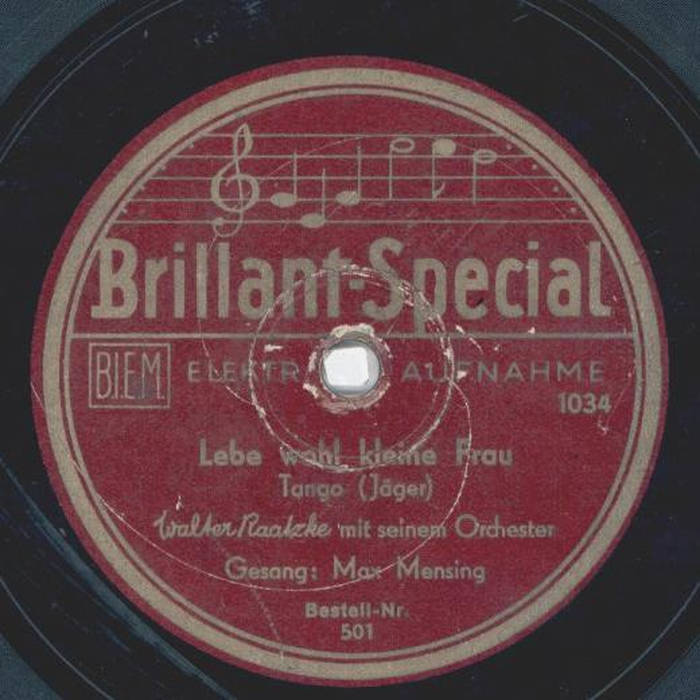 Brillant-Special
B.I.E.M. ELEKTR AUFNAHME
1034
Lebe wohl kleine Frau
Tango (Jäger)
Walter Raatzke mit seinem Orchester
Gesang: Max Mensing
Bestell-Nr.
501